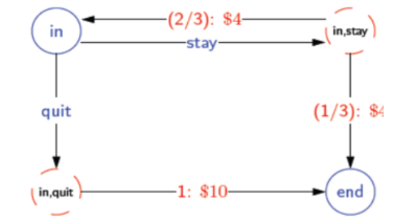 (2/3): $4
in
stay
in,stay
quit
(1/3): $4
in,quit
1: $10
end